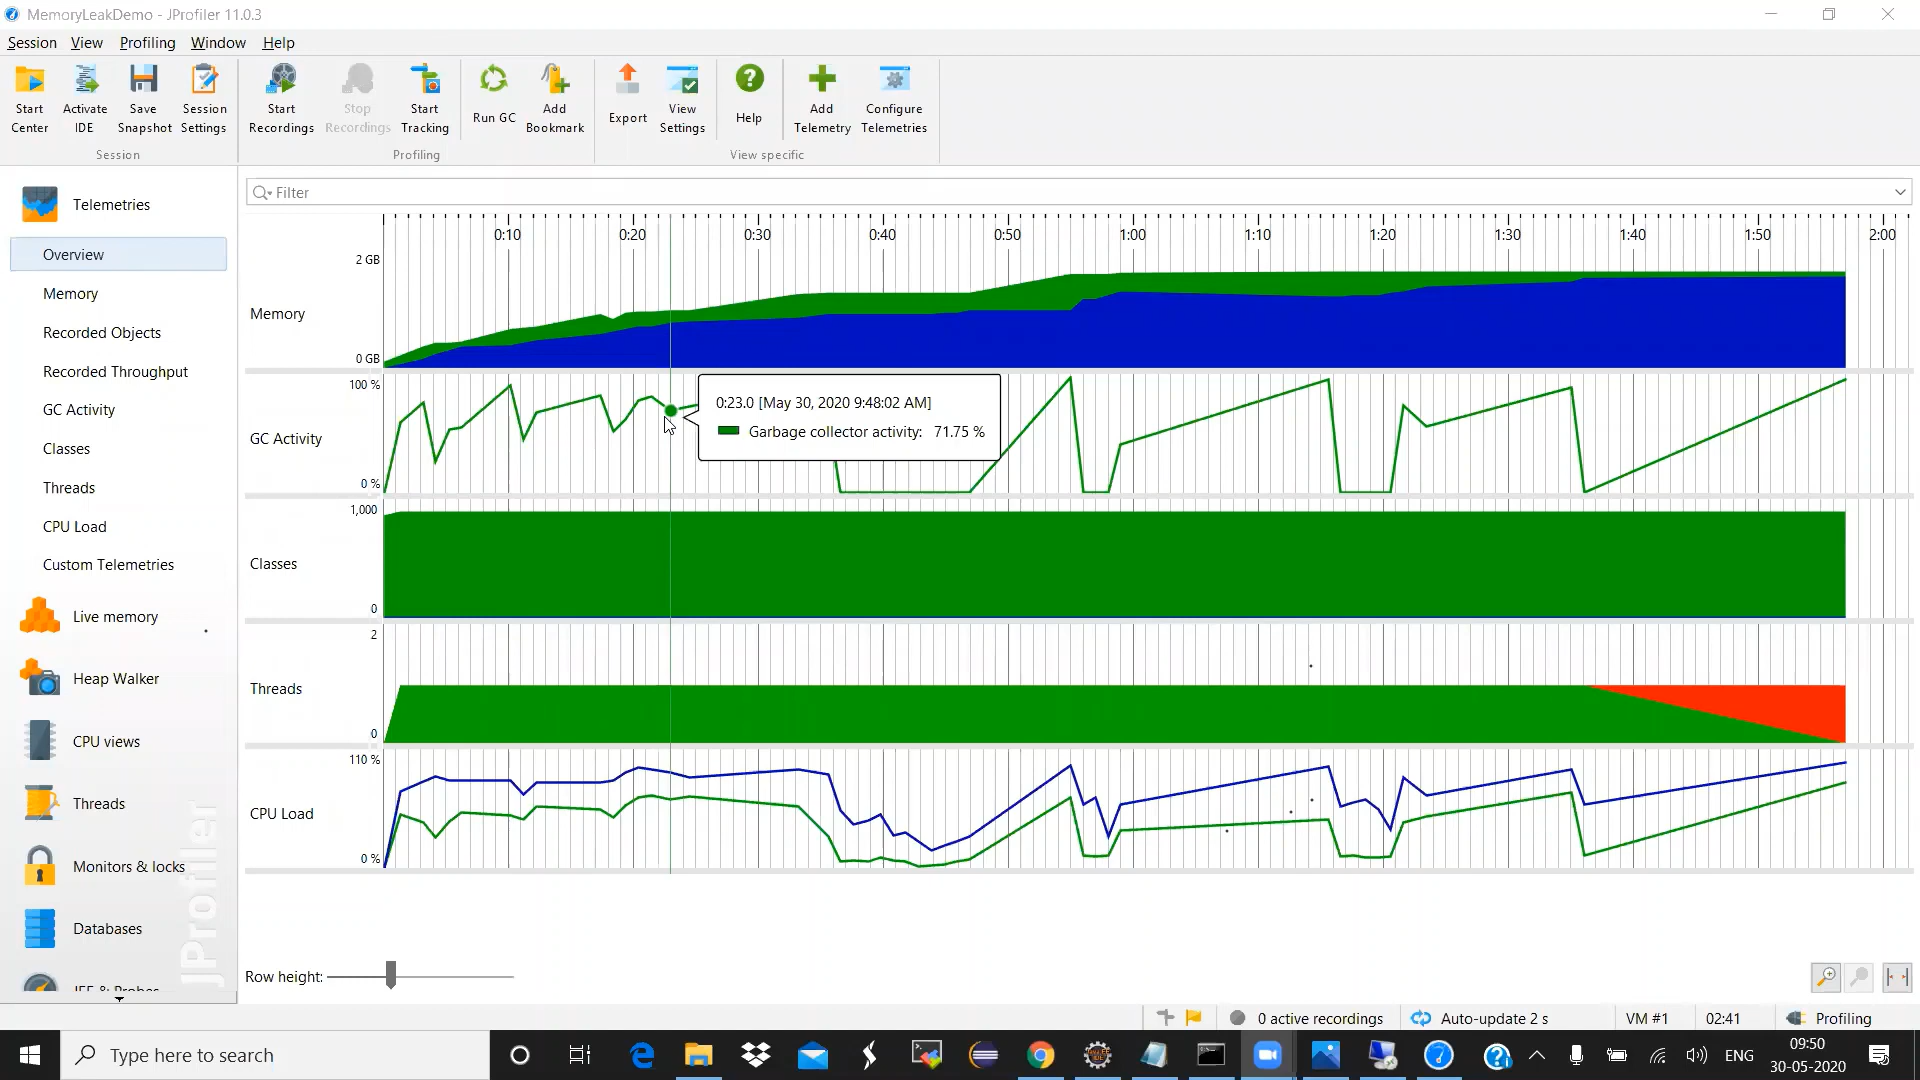 MemoryLeakDemo - JProfiler 11.0.3
Session View Profiling Window Help
Start Center
Activate IDE
Save Snapshot
Session Settings
Start Recordings
Stop Recordings
Start Tracking
Run GC
Add Bookmark
Export
View Settings
Help
Add Telemetry
Configure Telemetries
Session
Profiling
View specific
Telemetries
Overview
Memory
Recorded Objects
Recorded Throughput
GC Activity
Classes
Threads
CPU Load
Custom Telemetries
Live memory
Heap Walker
CPU views
Threads
Monitors & locks
Databases
JEE & Probes
JProfiler
Filter
0:10 0:20 0:30 0:40 0:50 1:00 1:10 1:20 1:30 1:40 1:50 2:00
2 GB
Memory
0 GB
100 %
GC Activity
0 %
0:23.0 [May 30, 2020 9:48:02 AM]
Garbage collector activity: 71.75 %
1,000
Classes
0
2
Threads
0
110 %
CPU Load
0 %
Row height:
0 active recordings
Auto-update 2 s
VM #1
02:41
Profiling
Type here to search
ENG
09:50
30-05-2020